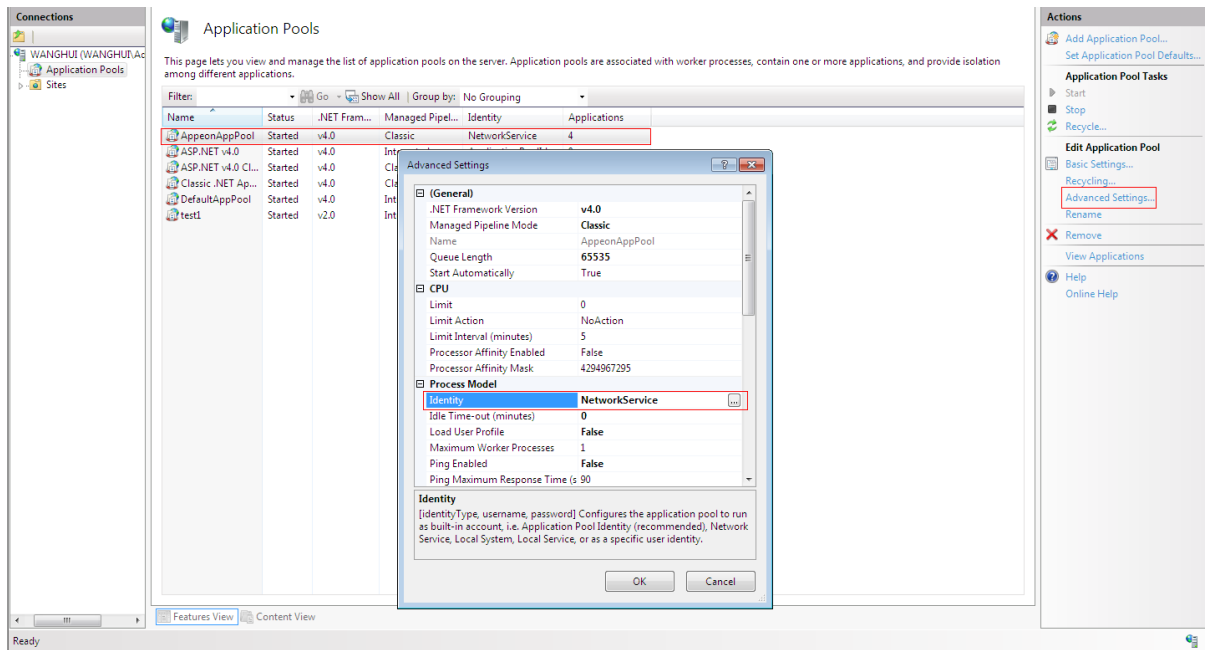 Connections
WANGHUI (WANGHUI\Ad
Application Pools
Sites
Application Pools
This page lets you view and manage the list of application pools on the server. Application pools are associated with worker processes, contain one or more applications, and provide isolation
among different applications.
Filter: Go Show All Group by: No Grouping
Name Status .NET Fram... Managed Pipel... Identity Applications
AppeonAppPool Started v4.0 Classic NetworkService 4
ASP.NET v4.0 Started v4.0
ASP.NET v4.0 Cl... Started v4.0 Cla
Classic .NET Ap... Started v4.0 Cla
DefaultAppPool Started v4.0 Int
test1 Started v2.0 Int
Advanced Settings
(General)
.NET Framework Version v4.0
Managed Pipeline Mode Classic
Name AppeonAppPool
Queue Length 65535
Start Automatically True
CPU
Limit 0
Limit Action NoAction
Limit Interval (minutes) 5
Processor Affinity Enabled False
Processor Affinity Mask 4294967295
Process Model
Identity NetworkService ...
Idle Time-out (minutes) 0
Load User Profile False
Maximum Worker Processes 1
Ping Enabled False
Ping Maximum Response Time (s 90
Identity
[identityType, username, password] Configures the application pool to run
as built-in account, i.e. Application Pool Identity (recommended), Network
Service, Local System, Local Service, or as a specific user identity.
OK Cancel
Features View Content View
Ready
Actions
Add Application Pool...
Set Application Pool Defaults...
Application Pool Tasks
Start
Stop
Recycle...
Edit Application Pool
Basic Settings...
Recycling...
Advanced Settings...
Rename
Remove
View Applications
Help
Online Help